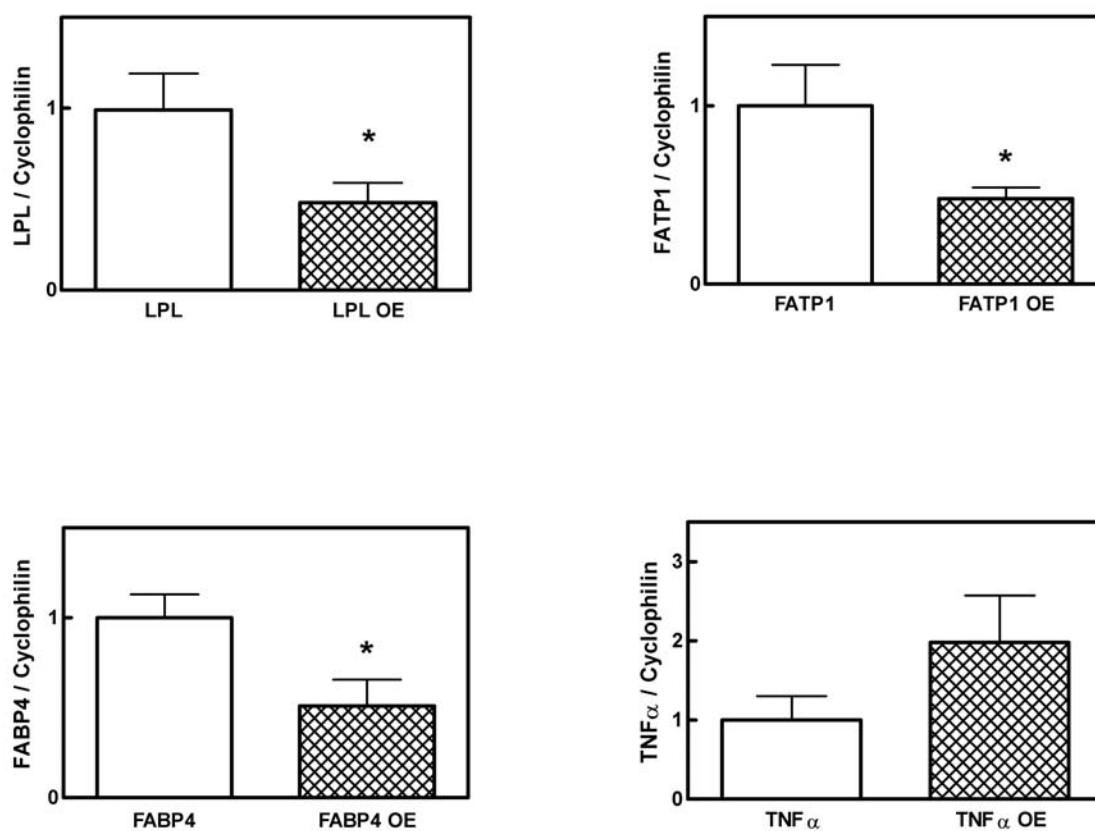 LPL / Cyclophilin
1
*
0
LPL
LPL OE
FATP1 / Cyclophilin
1
*
0
FATP1
FATP1 OE
FABP4 / Cyclophilin
1
*
0
FABP4
FABP4 OE
TNFα / Cyclophilin
3
2
1
0
TNFα
TNFα OE